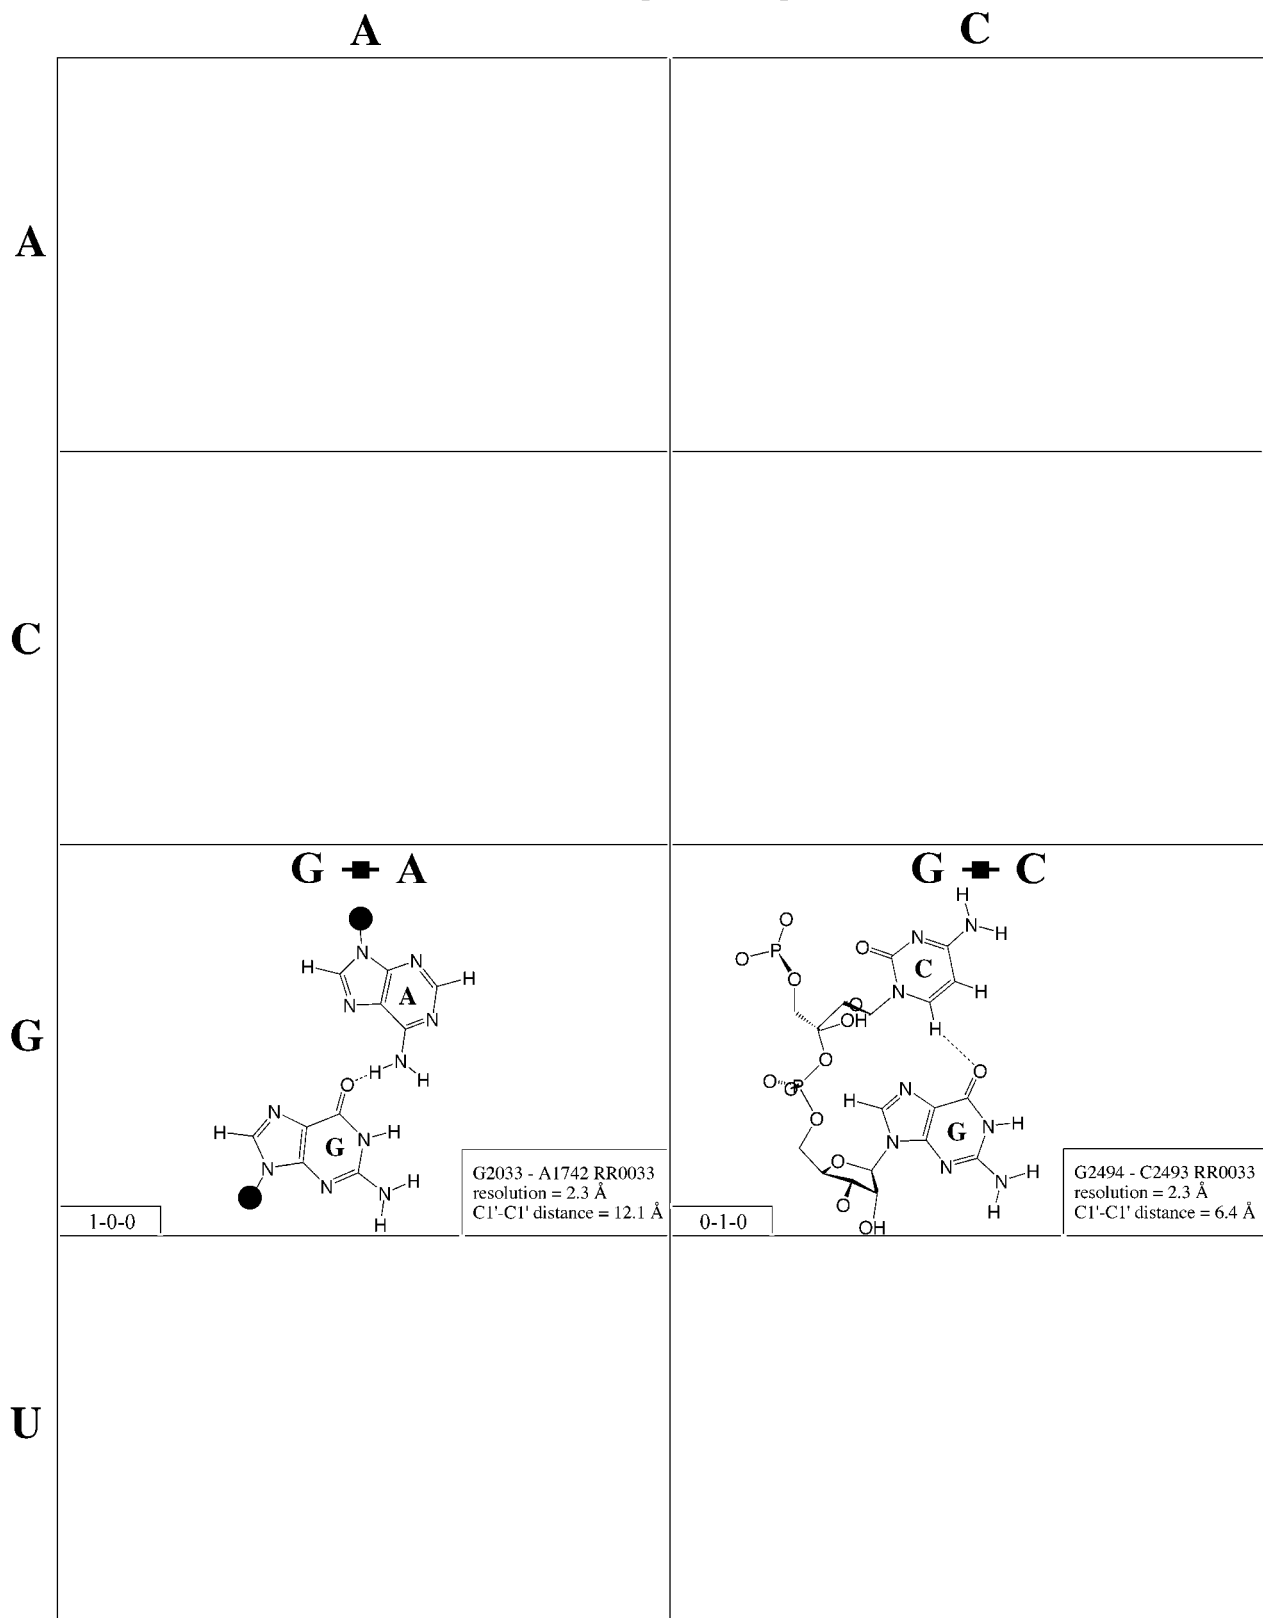 A C
A
C
G ■ A
G ■ C
G
H
N
N
N
H
N
N
A
N
H
H
O
H
N
N
H
N
N
N
H
H
G
G2033 - A1742 RR0033
resolution = 2.3 Å
C1'-C1' distance = 12.1 Å
1-0-0
H
N
H
N
O
C
N
H
H
O
P
O
O
O
OH
O
O
O
P
O
O
H
N
N
O
N
H
G
N
N
H
H
O
O
OH
G2494 - C2493 RR0033
resolution = 2.3 Å
C1'-C1' distance = 6.4 Å
0-1-0
U